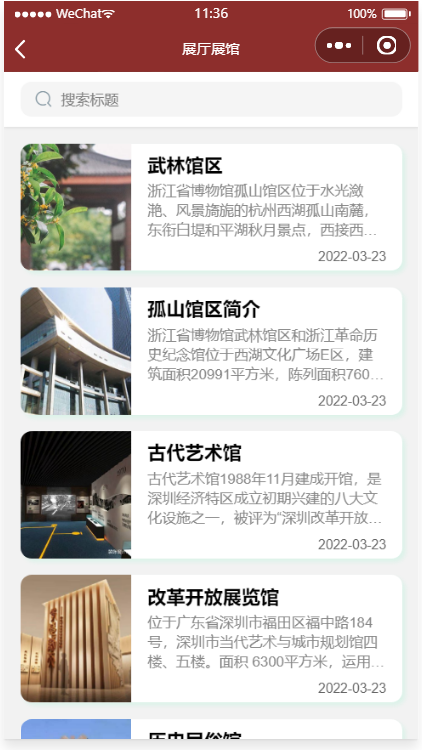 WeChat
11:36
100%
展厅展馆
搜索标题
武林馆区
浙江省博物馆孤山馆区位于水光潋
滟、风景旖旎的杭州西湖孤山南麓，
东衔白堤和平湖秋月景点，西接西...
2022-03-23
孤山馆区简介
浙江省博物馆武林馆区和浙江革命历
史纪念馆位于西湖文化广场E区，建
筑面积20991平方米，陈列面积760...
2022-03-23
古代艺术馆
古代艺术馆1988年11月建成开馆，是
深圳经济特区成立初期兴建的八大文
化设施之一，被评为"深圳改革开放...
2022-03-23
改革开放展览馆
位于广东省深圳市福田区福中路184
号，深圳市当代艺术与城市规划馆四
楼、五楼。面积 6300平方米，运用...
2022-03-23
历史民俗馆